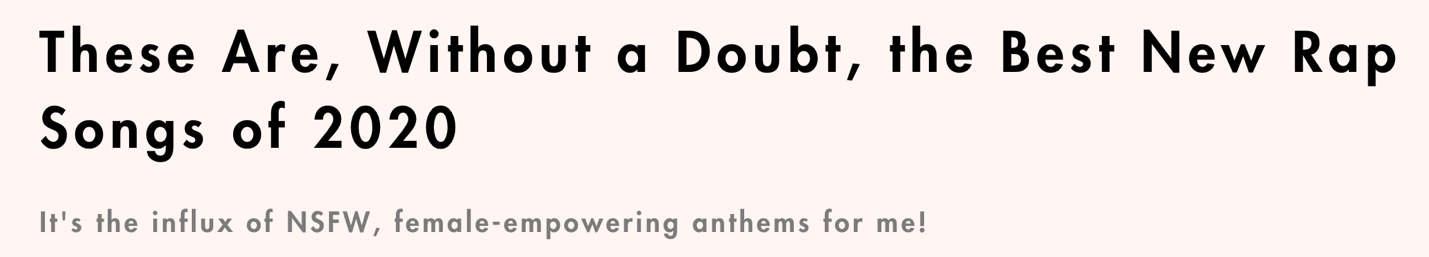 These Are, Without a Doubt, the Best New Rap
Songs of 2020
It's the influx of NSFW, female-empowering anthems for me!